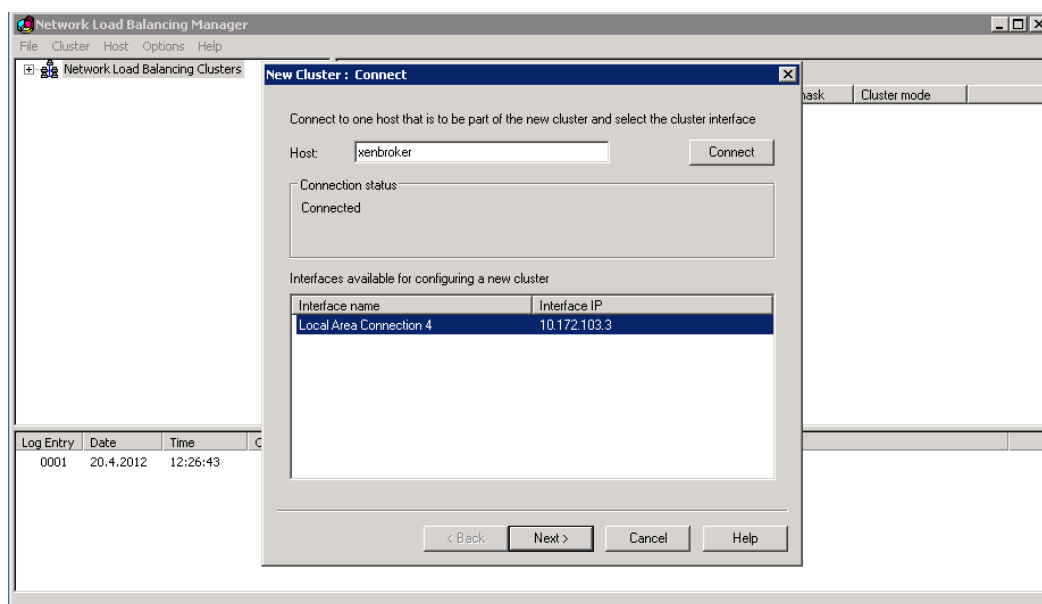 Network Load Balancing Manager
File Cluster Host Options Help
Network Load Balancing Clusters
New Cluster : Connect
mask Cluster mode
Connect to one host that is to be part of the new cluster and select the cluster interface
Host: xenbroker Connect
Connection status
Connected
Interfaces available for configuring a new cluster
Interface name Interface IP
Local Area Connection 4 10.172.103.3
Log Entry Date Time C
0001 20.4.2012 12:26:43
< Back Next > Cancel Help